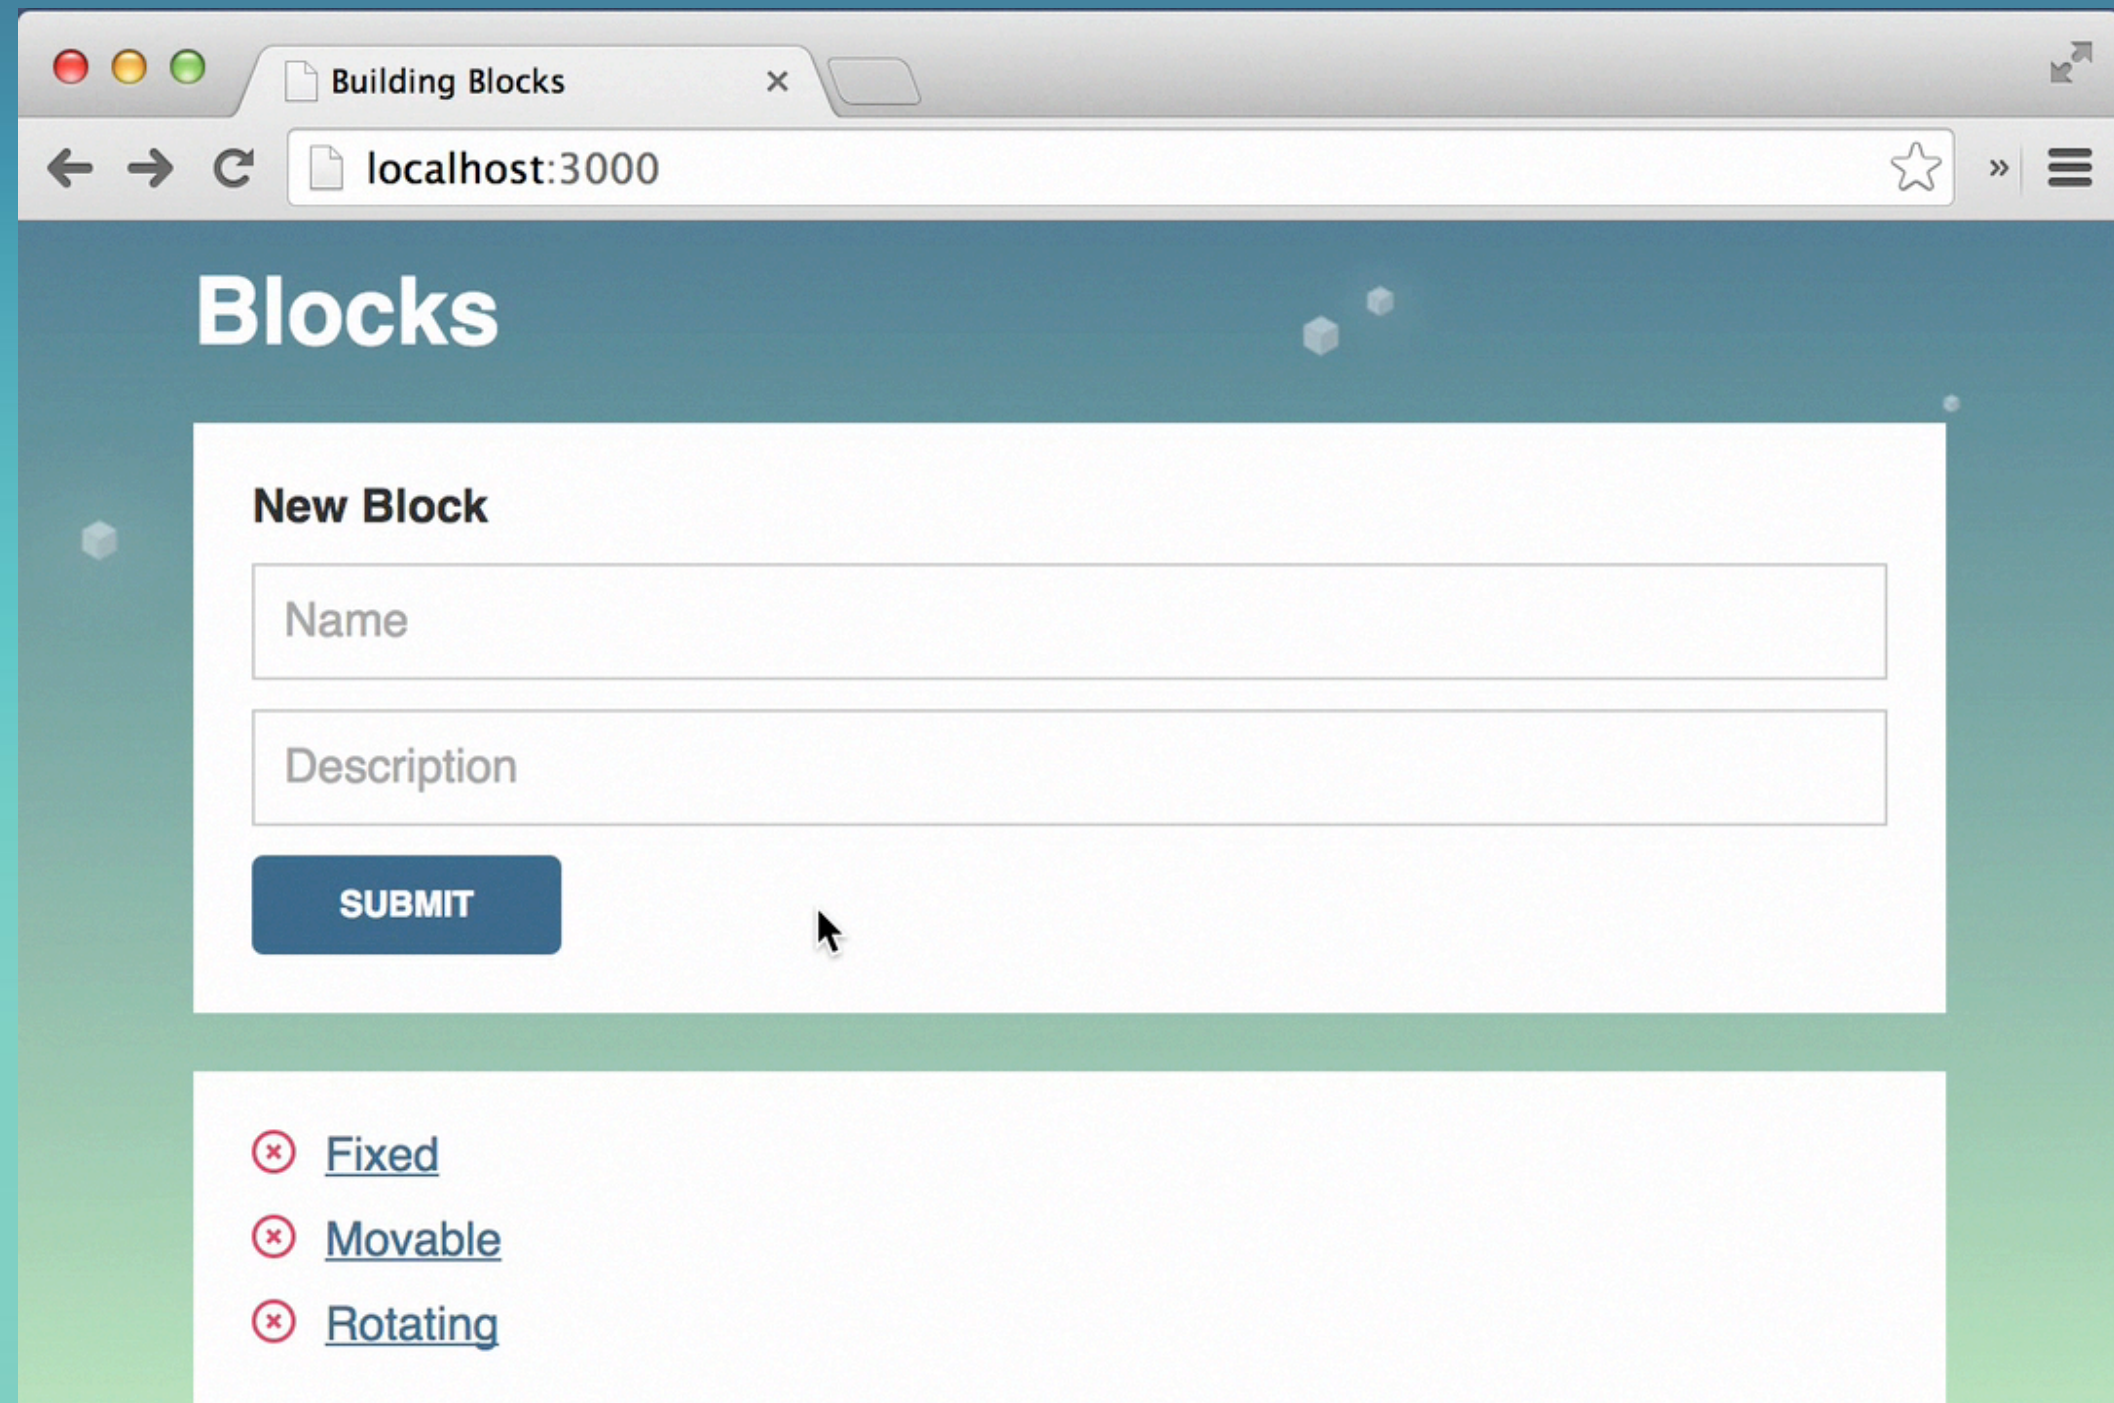 Building Blocks
localhost:3000
Blocks
New Block
Name
Description
SUBMIT
Fixed
Movable
Rotating